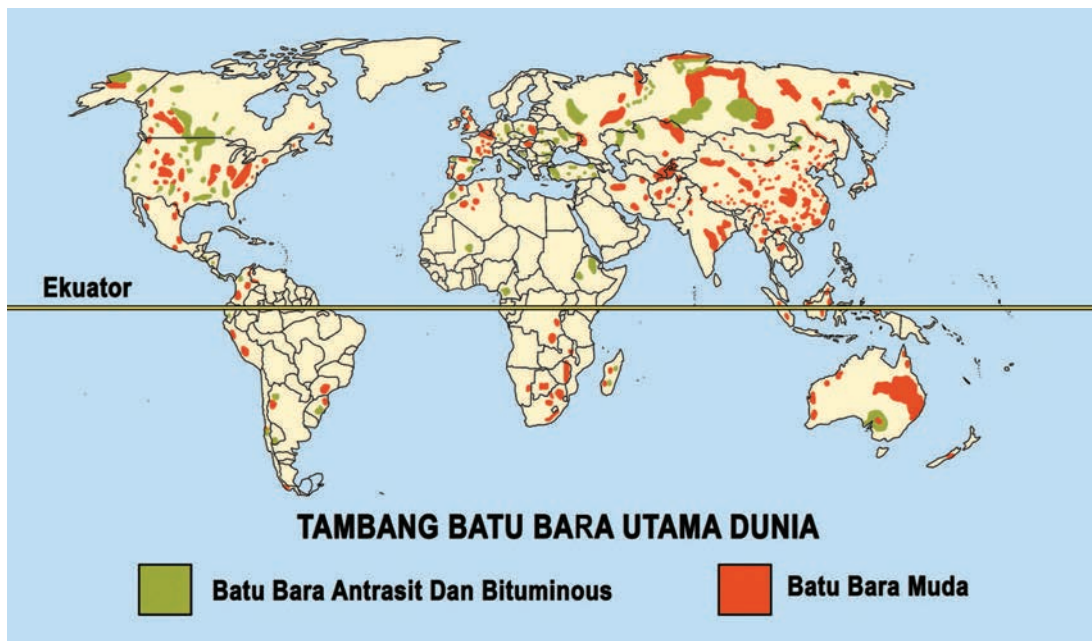 Ekuator
TAMBANG BATU BARA UTAMA DUNIA
Batu Bara Antrasit Dan Bituminous
Batu Bara Muda